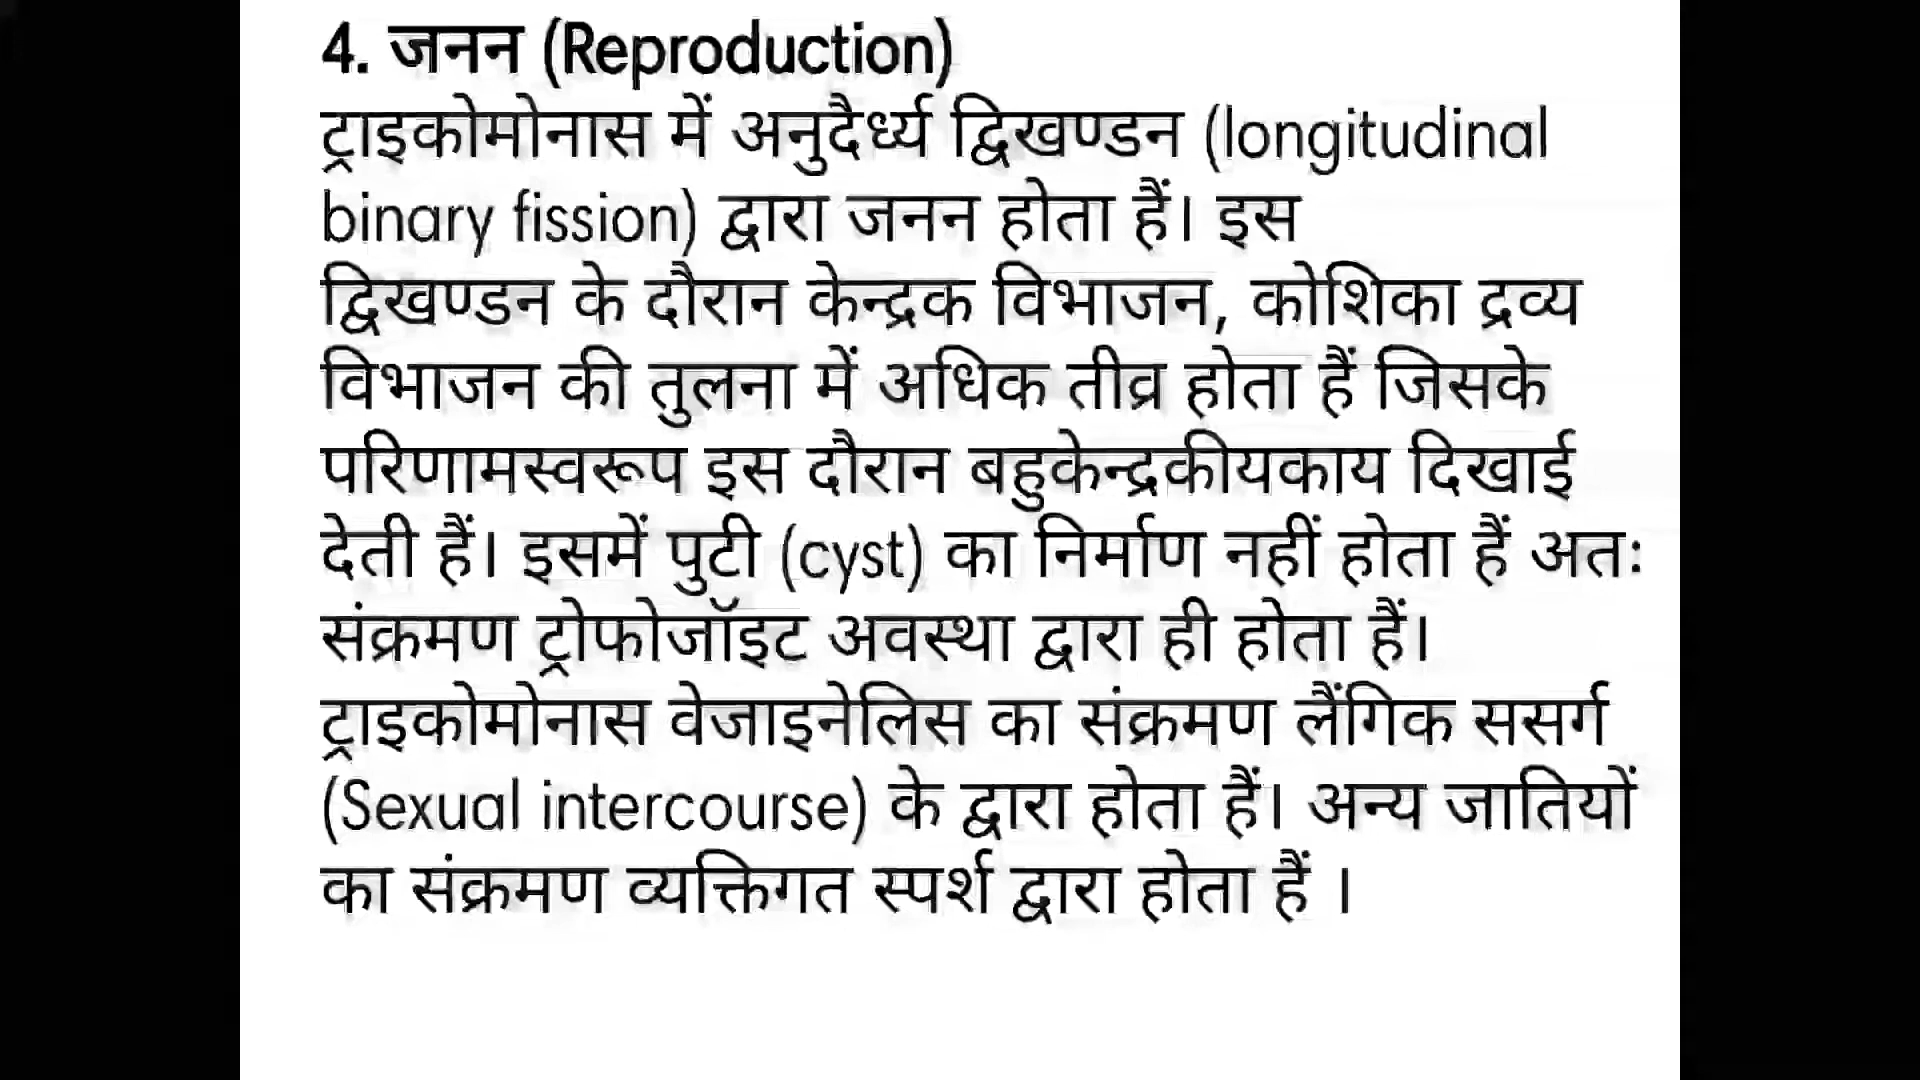 4. जनन (Reproduction)
ट्राइकोमोनास में अनुदैर्ध्य द्विखण्डन (longitudinal
binary fission) द्वारा जनन होता हैं। इस
द्विखण्डन के दौरान केन्द्रक विभाजन, कोशिका द्रव्य
विभाजन की तुलना में अधिक तीव्र होता हैं जिसके
परिणामस्वरूप इस दौरान बहुकेन्द्रकीयकाय दिखाई
देती हैं। इसमें पुटी (cyst) का निर्माण नहीं होता हैं अतः
संक्रमण ट्रोफोजॉइट अवस्था द्वारा ही होता हैं।
ट्राइकोमोनास वेजाइनेलिस का संक्रमण लैंगिक ससर्ग
(Sexual intercourse) के द्वारा होता हैं। अन्य जातियों
का संक्रमण व्यक्तिगत स्पर्श द्वारा होता हैं ।